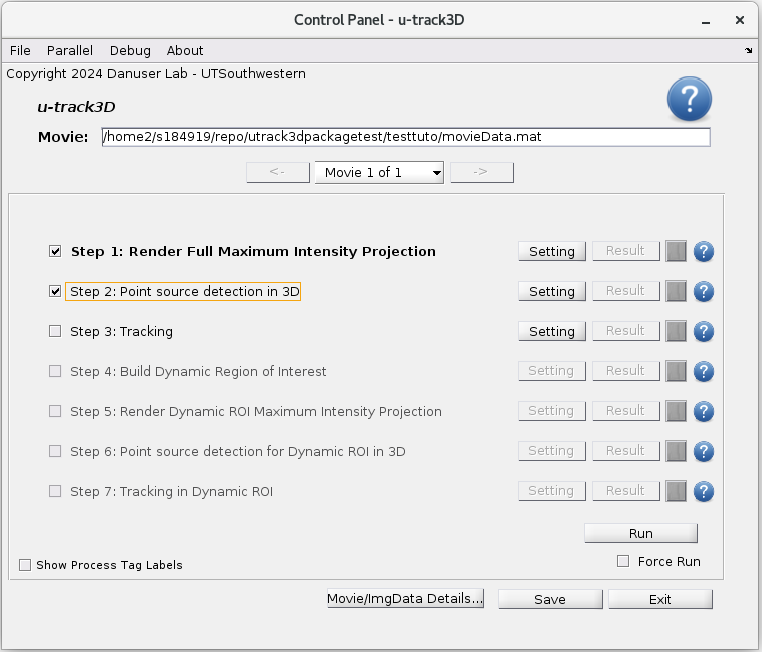 Control Panel - u-track3D
File Parallel Debug About
Copyright 2024 Danuser Lab - UTSouthwestern
u-track3D
?
Movie: /home2/s184919/repo/utrack3dpackagetest/testtuto/movieData.mat
<- Movie 1 of 1 ->
Step 1: Render Full Maximum Intensity Projection Setting Result ?
Step 2: Point source detection in 3D Setting Result ?
Step 3: Tracking Setting Result ?
Step 4: Build Dynamic Region of Interest Setting Result ?
Step 5: Render Dynamic ROI Maximum Intensity Projection Setting Result ?
Step 6: Point source detection for Dynamic ROI in 3D Setting Result ?
Step 7: Tracking in Dynamic ROI Setting Result ?
Run
Show Process Tag Labels Force Run
Movie/ImgData Details... Save Exit